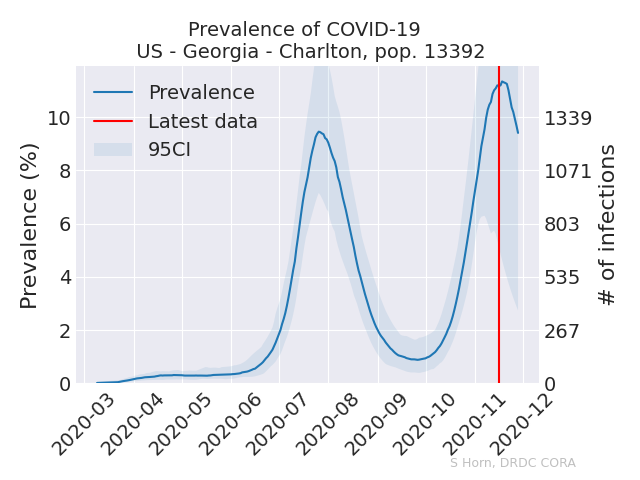 Prevalence of COVID-19
US - Georgia - Charlton, pop. 13392
Prevalence
Latest data
95CI
Prevalence (%)
10
8
6
4
2
0
1339
1071
803
535
267
0
# of infections
2020-03
2020-04
2020-05
2020-06
2020-07
2020-08
2020-09
2020-10
2020-11
2020-12
S Horn, DRDC CORA